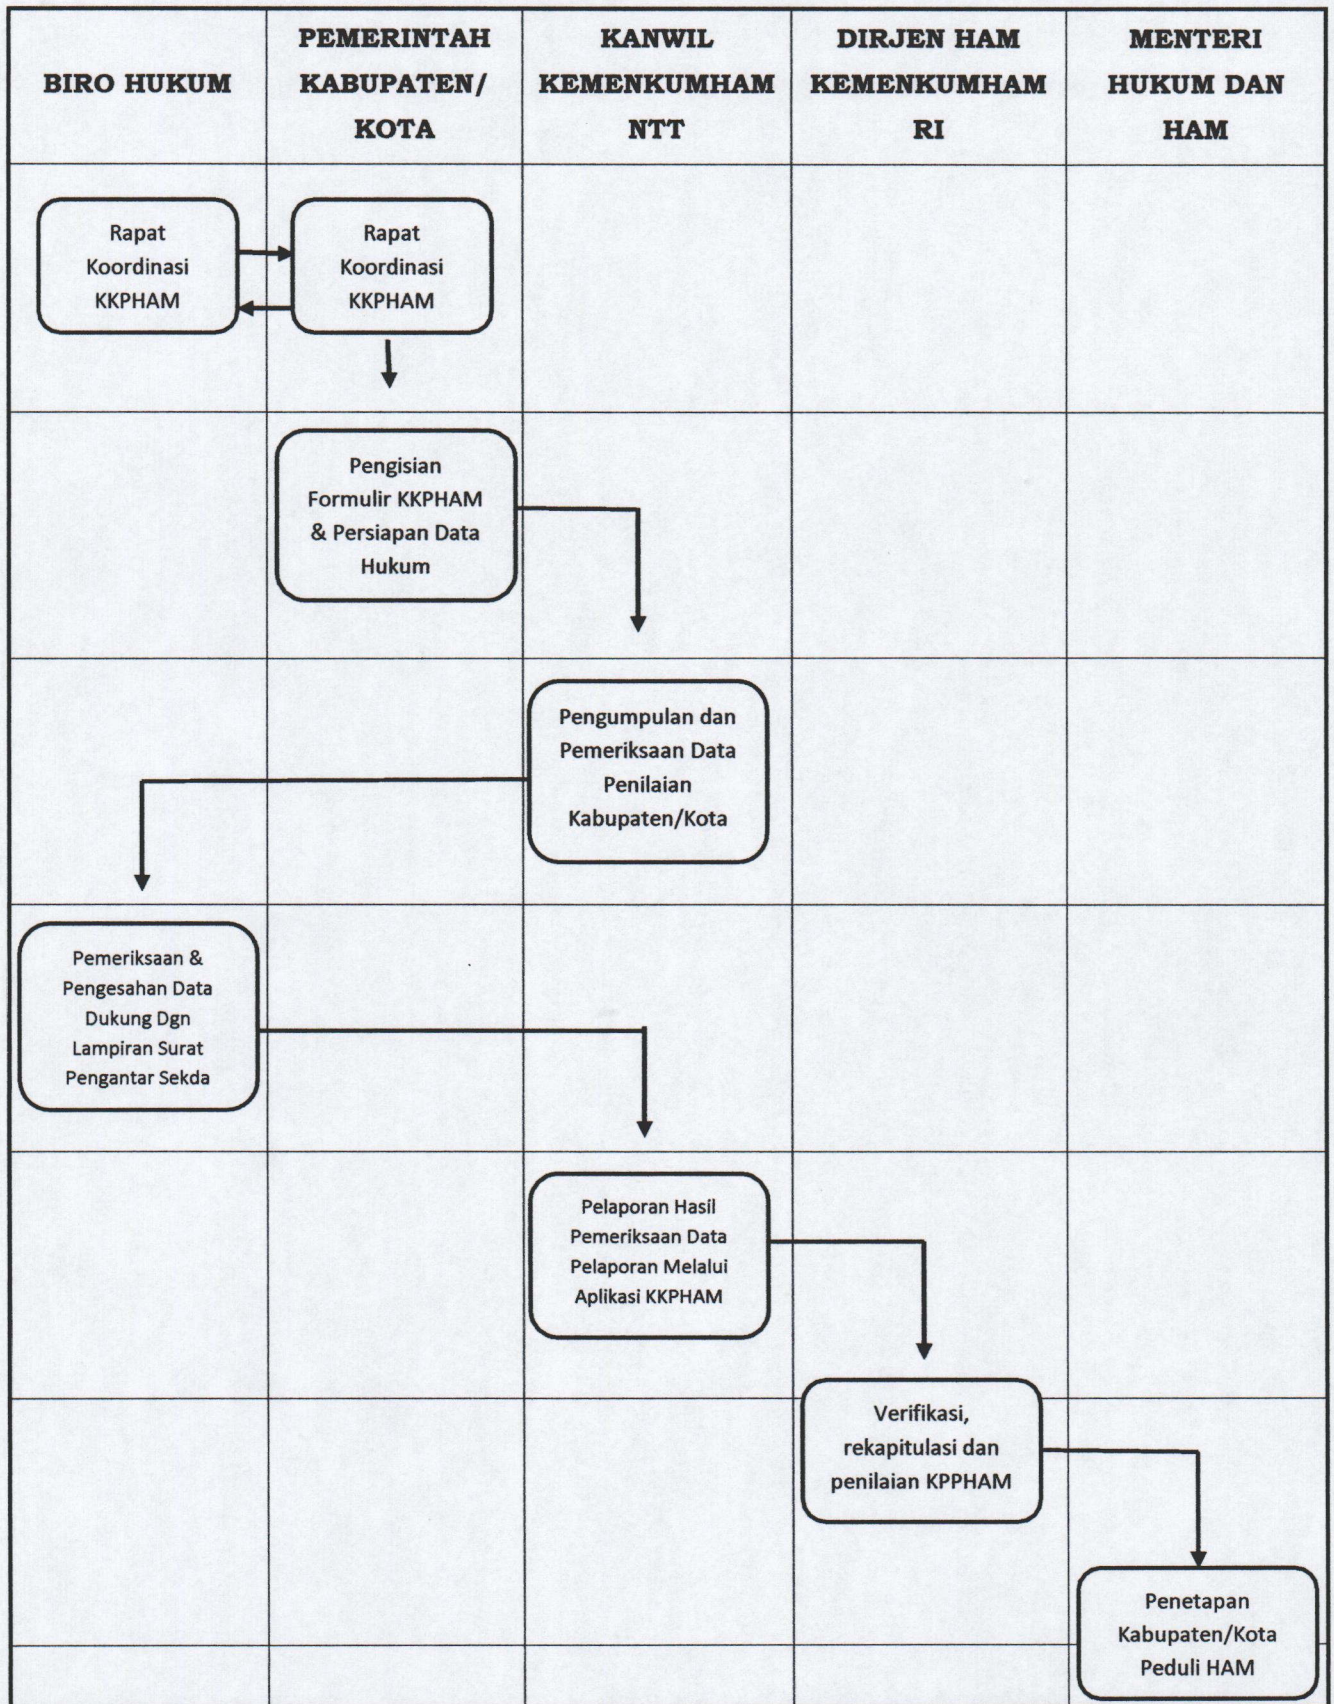 BIRO HUKUM
PEMERINTAH
KABUPATEN/
KOTA
KANWIL
KEMENKUMHAM
NTT
DIRJEN HAM
KEMENKUMHAM
RI
MENTERI
HUKUM DAN
HAM
Rapat
Koordinasi
KKPHAM
Rapat
Koordinasi
KKPHAM
Pengisian
Formulir KKPHAM
& Persiapan Data
Hukum
Pengumpulan dan
Pemeriksaan Data
Penilaian
Kabupaten/Kota
Pemeriksaan &
Pengesahan Data
Dukung Dgn
Lampiran Surat
Pengantar Sekda
Pelaporan Hasil
Pemeriksaan Data
Pelaporan Melalui
Aplikasi KKPHAM
Verifikasi,
rekapitulasi dan
penilaian KPPHAM
Penetapan
Kabupaten/Kota
Peduli HAM